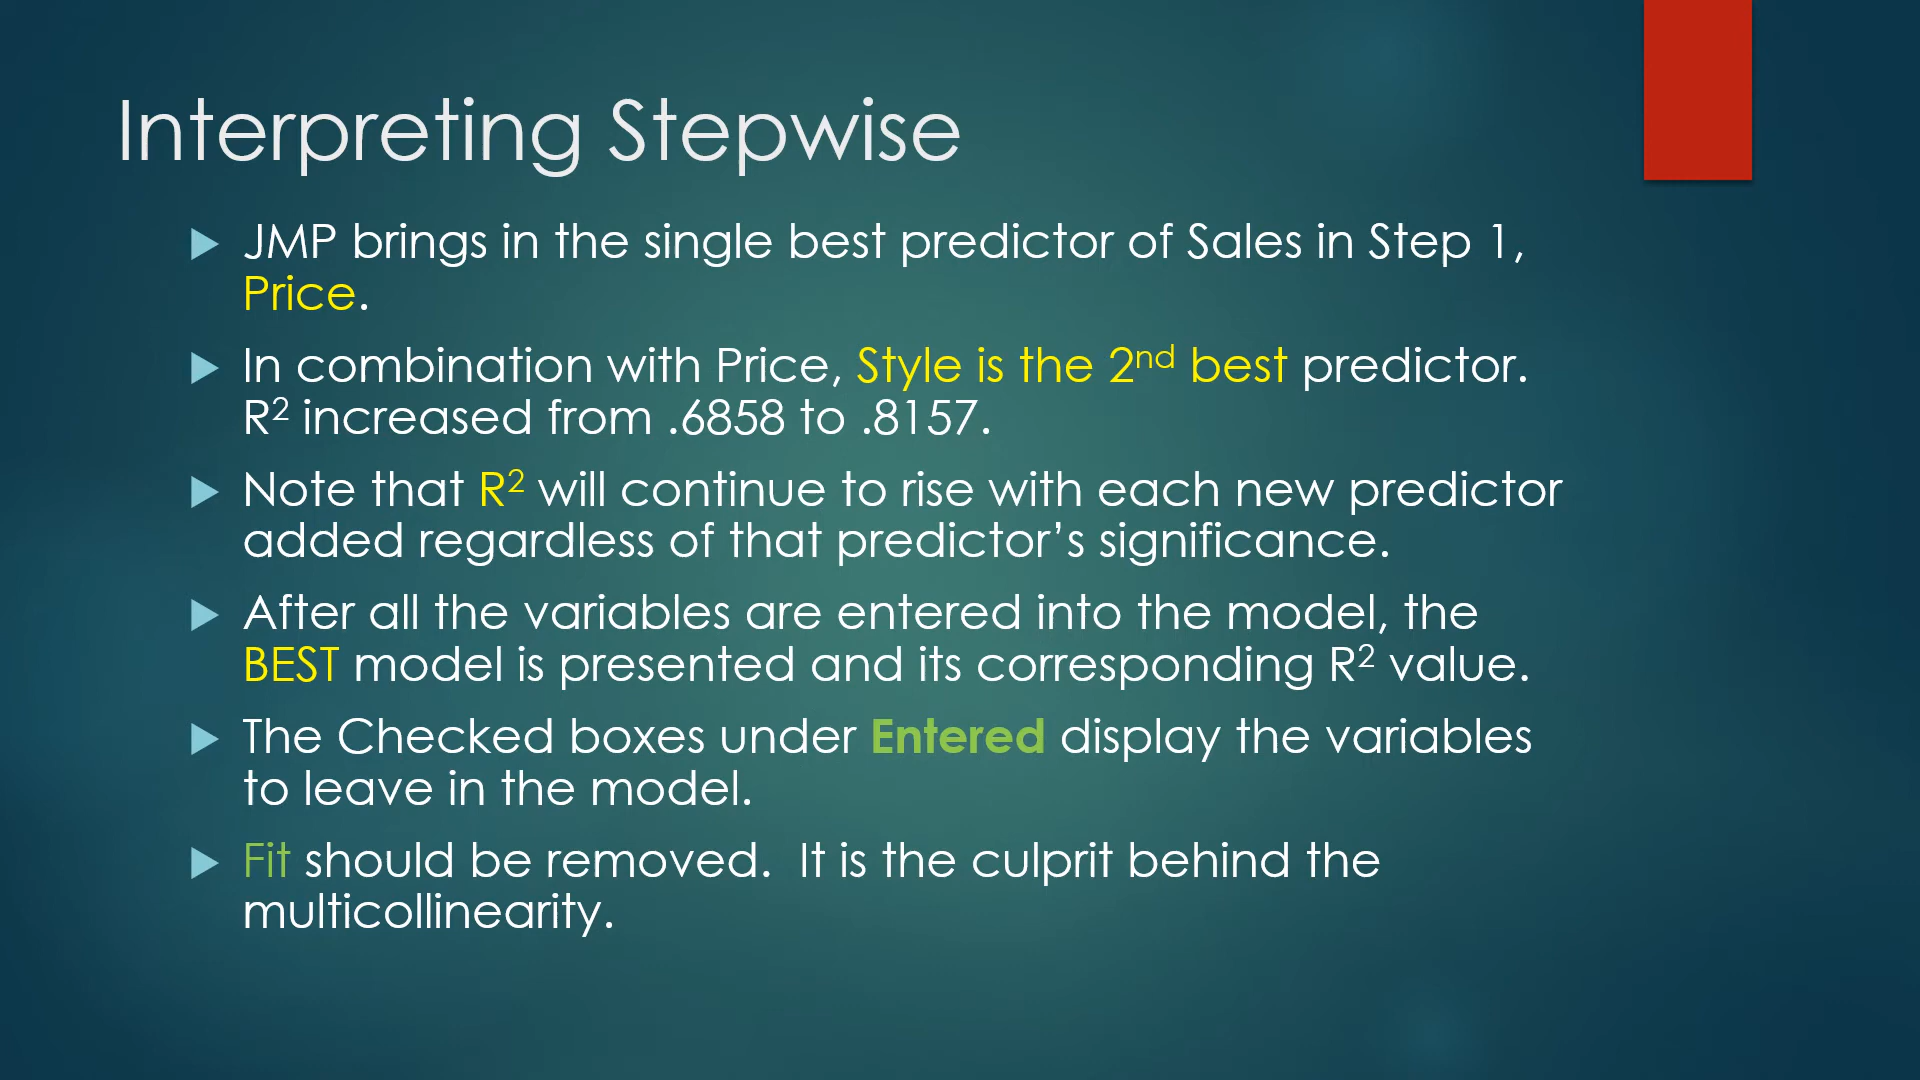 Interpreting Stepwise
JMP brings in the single best predictor of Sales in Step 1,
Price.
In combination with Price, Style is the 2nd best predictor.
R2 increased from .6858 to .8157.
Note that R2 will continue to rise with each new predictor
added regardless of that predictor’s significance.
After all the variables are entered into the model, the
BEST model is presented and its corresponding R2 value.
The Checked boxes under Entered display the variables
to leave in the model.
Fit should be removed.  It is the culprit behind the
multicollinearity.